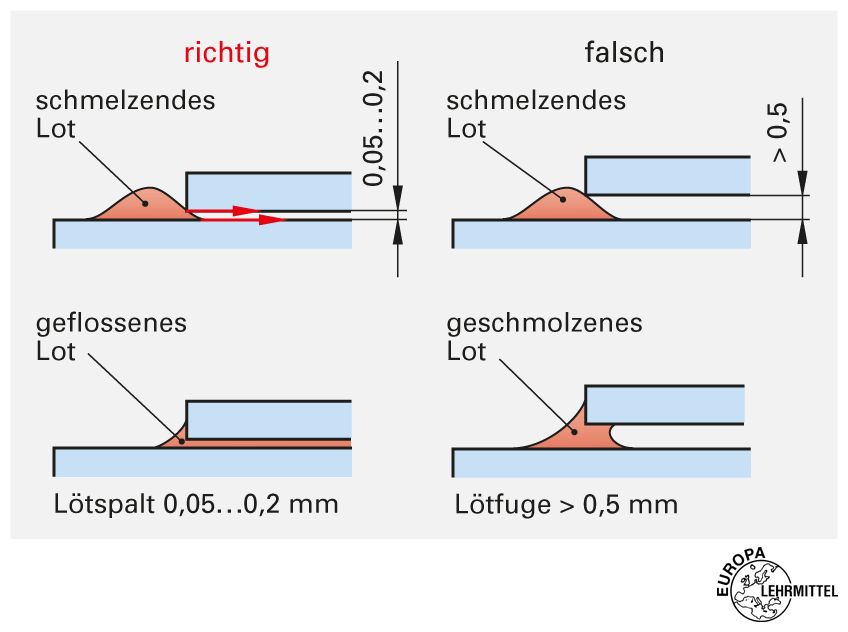 richtig
falsch
schmelzendes
Lot
0,05...0,2
schmelzendes
Lot
> 0,5
geflossenes
Lot
geschmolzenes
Lot
Lötspalt 0,05...0,2 mm
Lötfuge > 0,5 mm
EUROPA
LEHRMITTEL